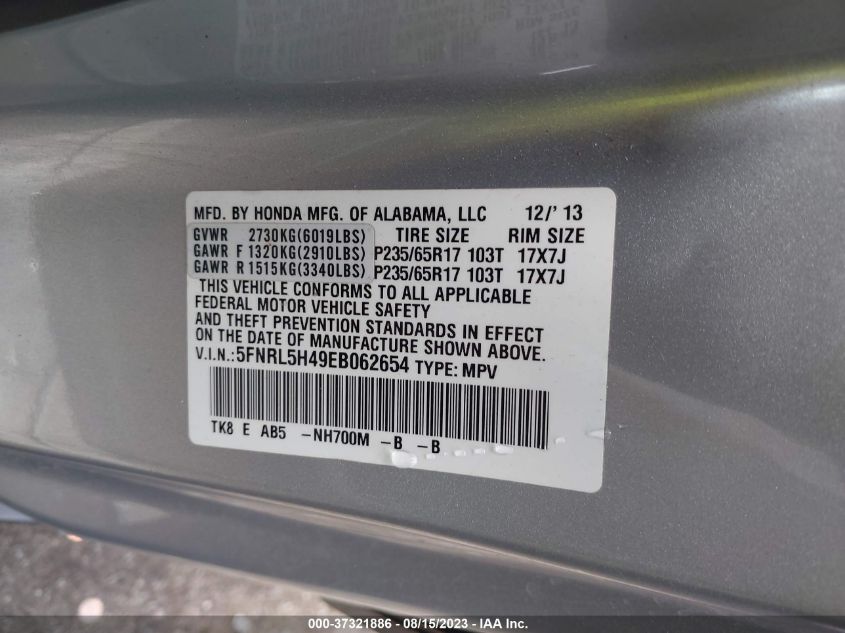 MFD. BY HONDA MFG. OF ALABAMA, LLC 12/' 13
GVWR 2730KG(6019LBS) TIRE SIZE RIM SIZE
GAWR F 1320KG(2910LBS) P235/65R17 103T 17X7J
GAWR R 1515KG(3340LBS) P235/65R17 103T 17X7J
THIS VEHICLE CONFORMS TO ALL APPLICABLE
FEDERAL MOTOR VEHICLE SAFETY
AND THEFT PREVENTION STANDARDS IN EFFECT
ON THE DATE OF MANUFACTURE SHOWN ABOVE.
V.I.N.:5FNRL5H49EB062654 TYPE: MPV
TK8 E AB5 -NH700M -B -B
000-37321886 - 08/15/2023 - IAA Inc.